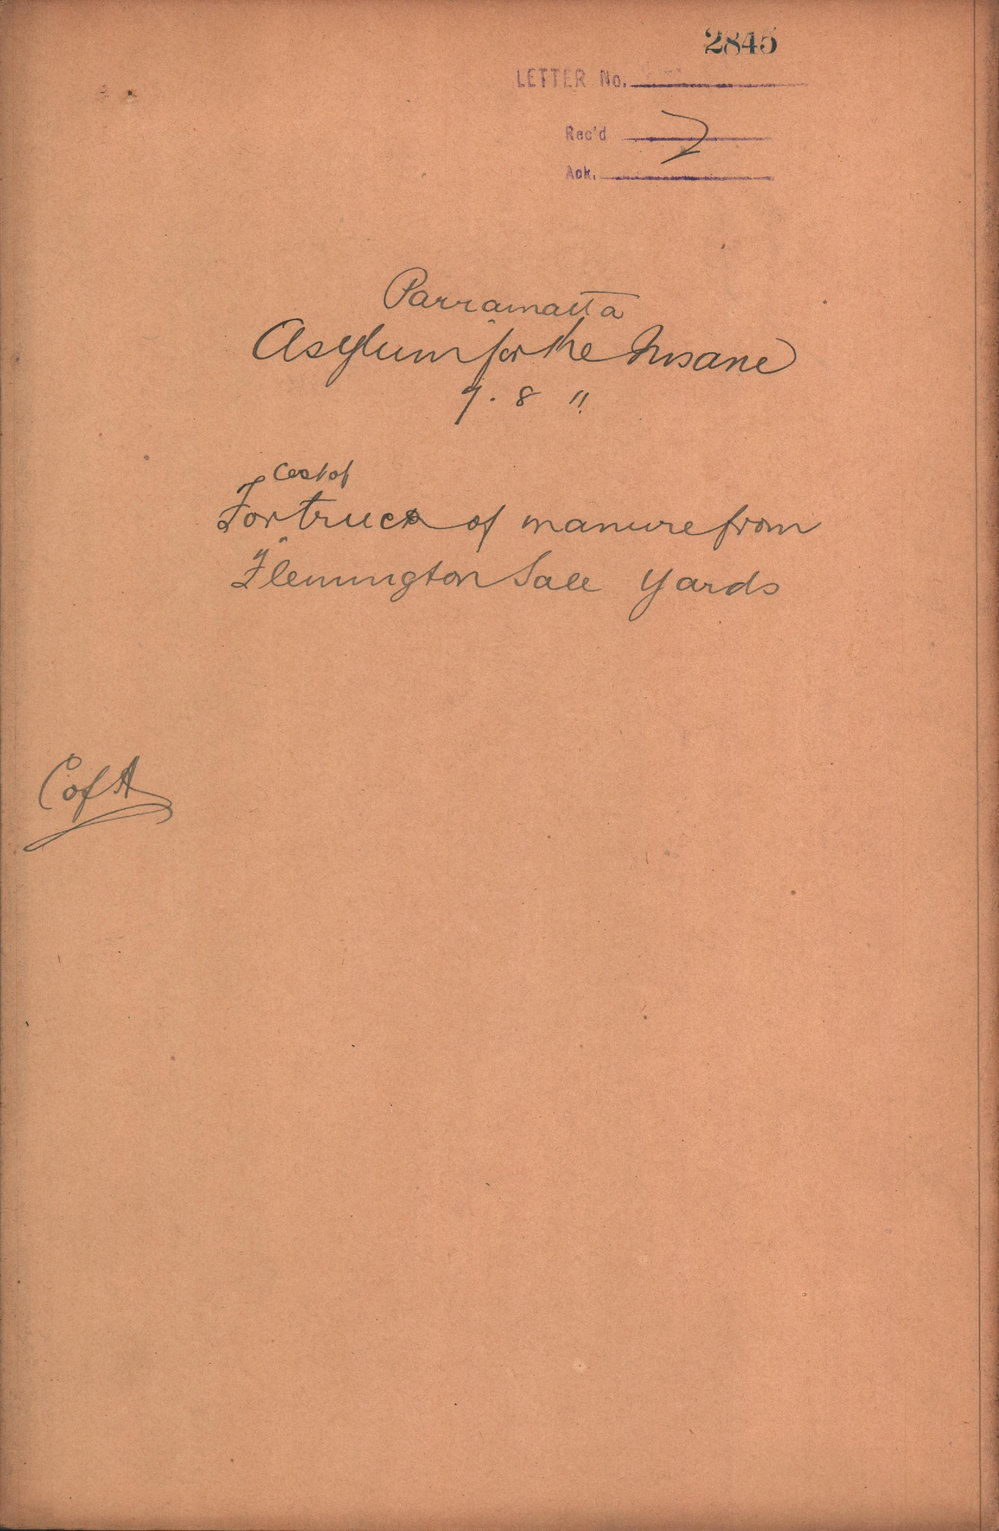 2845
LETTER No.
Rec'd
Ack.
Parramatta
Asylum for the Insane
9. 8 11.
Cost of
For truck of manure from
Flemington Sale Yards
C of A